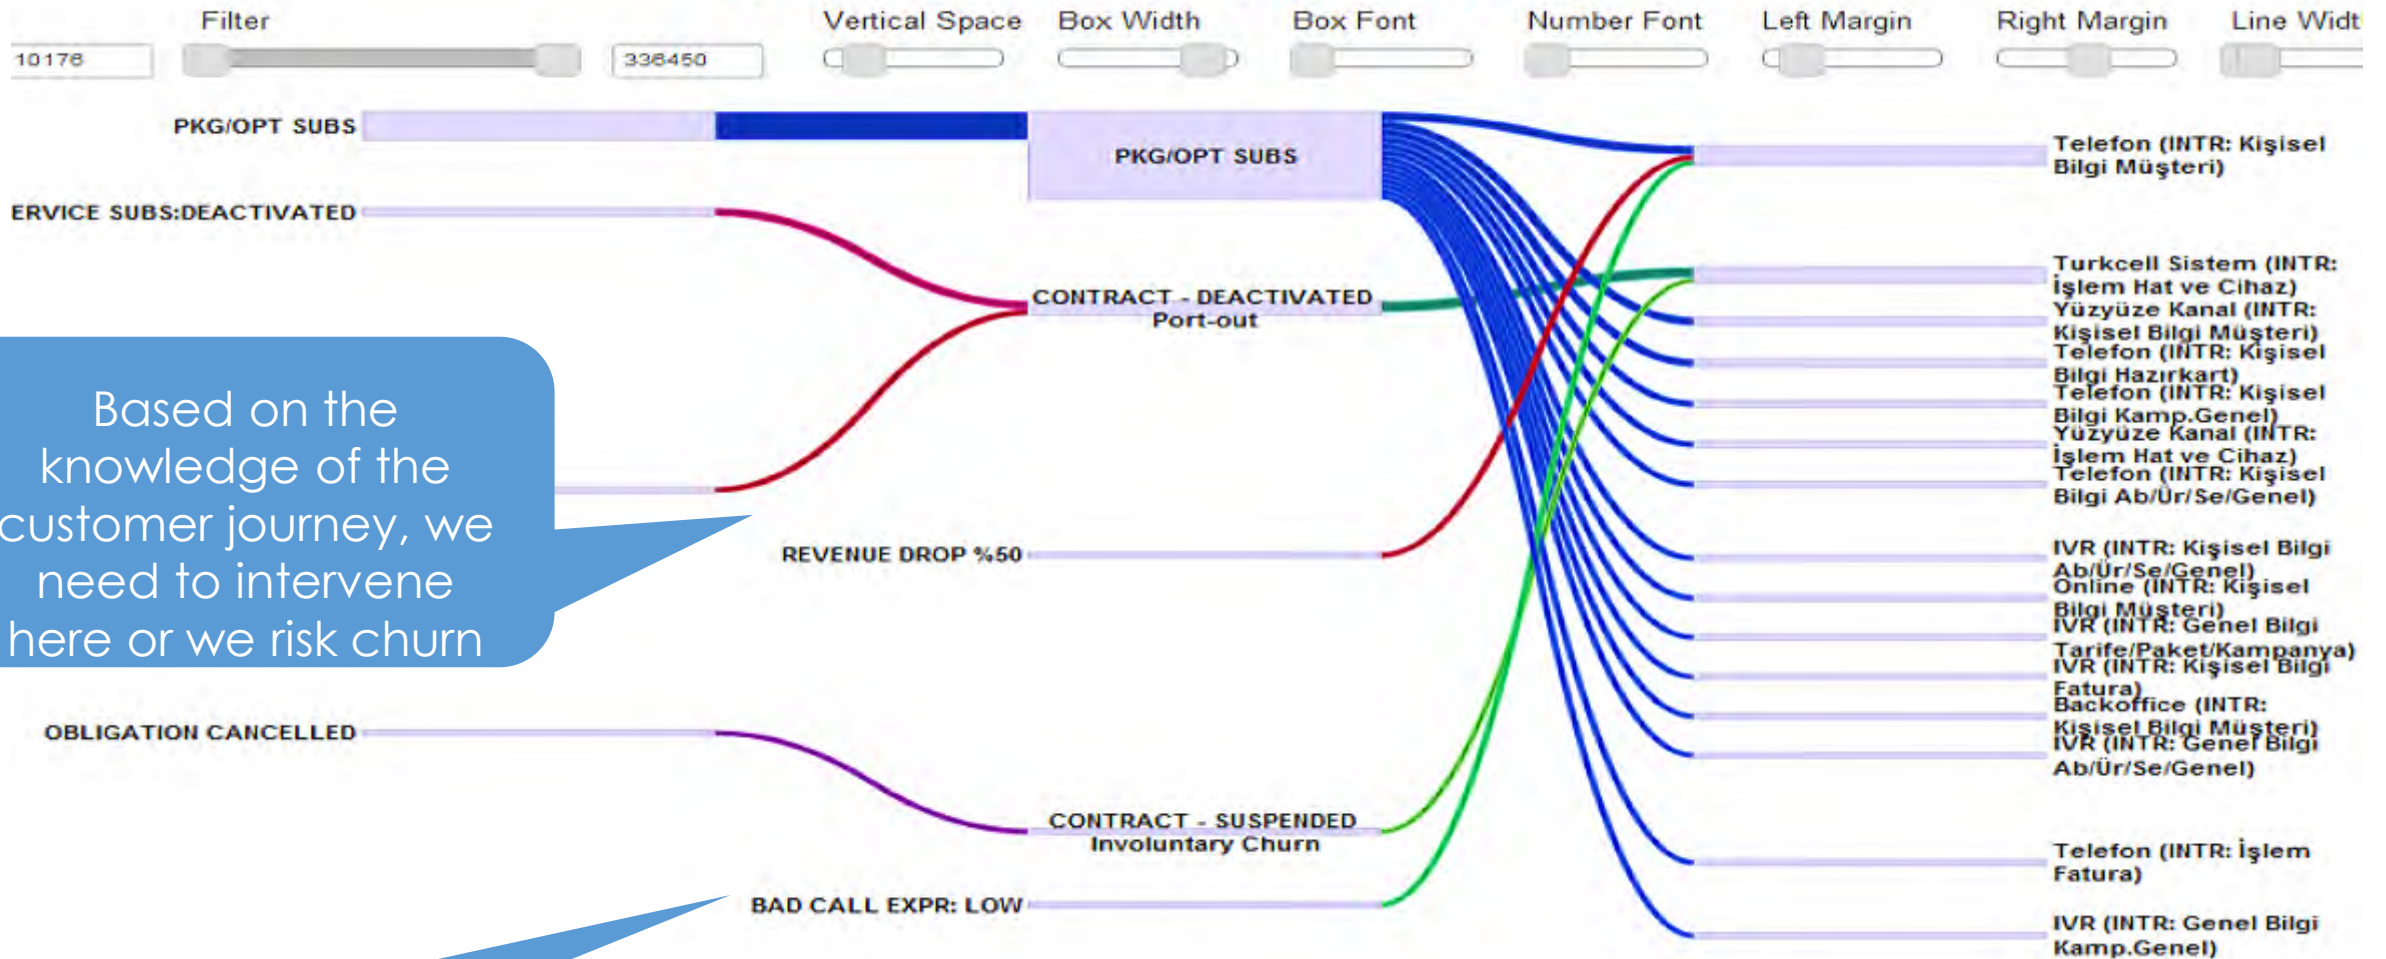 Filter
Vertical Space
Box Width
Box Font
Number Font
Left Margin
Right Margin
Line Widt
10176
336450
PKG/OPT SUBS
ERVICE SUBS:DEACTIVATED
OBLIGATION CANCELLED
Based on the
knowledge of the
customer journey, we
need to intervene
here or we risk churn
PKG/OPT SUBS
CONTRACT - DEACTIVATED
Port-out
REVENUE DROP %50
CONTRACT - SUSPENDED
Involuntary Churn
BAD CALL EXPR: LOW
Telefon (INTR: Kişisel
Bilgi Müşteri)
Turkcell Sistem (INTR:
İşlem Hat ve Cihaz)
Yüzyüze Kanal (INTR:
Kişisel Bilgi Müşteri)
Telefon (INTR: Kişisel
Bilgi Hazırkart)
Telefon (INTR: Kişisel
Bilgi Kamp.Genel)
Yüzyüze Kanal (INTR:
İşlem Hat ve Cihaz)
Telefon (INTR: Kişisel
Bilgi Ab/Ür/Se/Genel)
IVR (INTR: Kişisel Bilgi
Ab/Ür/Se/Genel)
Online (INTR: Kişisel
Bilgi Müşteri)
IVR (INTR: Genel Bilgi
Tarife/Paket/Kampanya)
IVR (INTR: Kişisel Bilgi
Fatura)
Backoffice (INTR:
Kişisel Bilgi Müşteri)
IVR (INTR: Genel Bilgi
Ab/Ür/Se/Genel)
Telefon (INTR: İşlem
Fatura)
IVR (INTR: Genel Bilgi
Kamp.Genel)